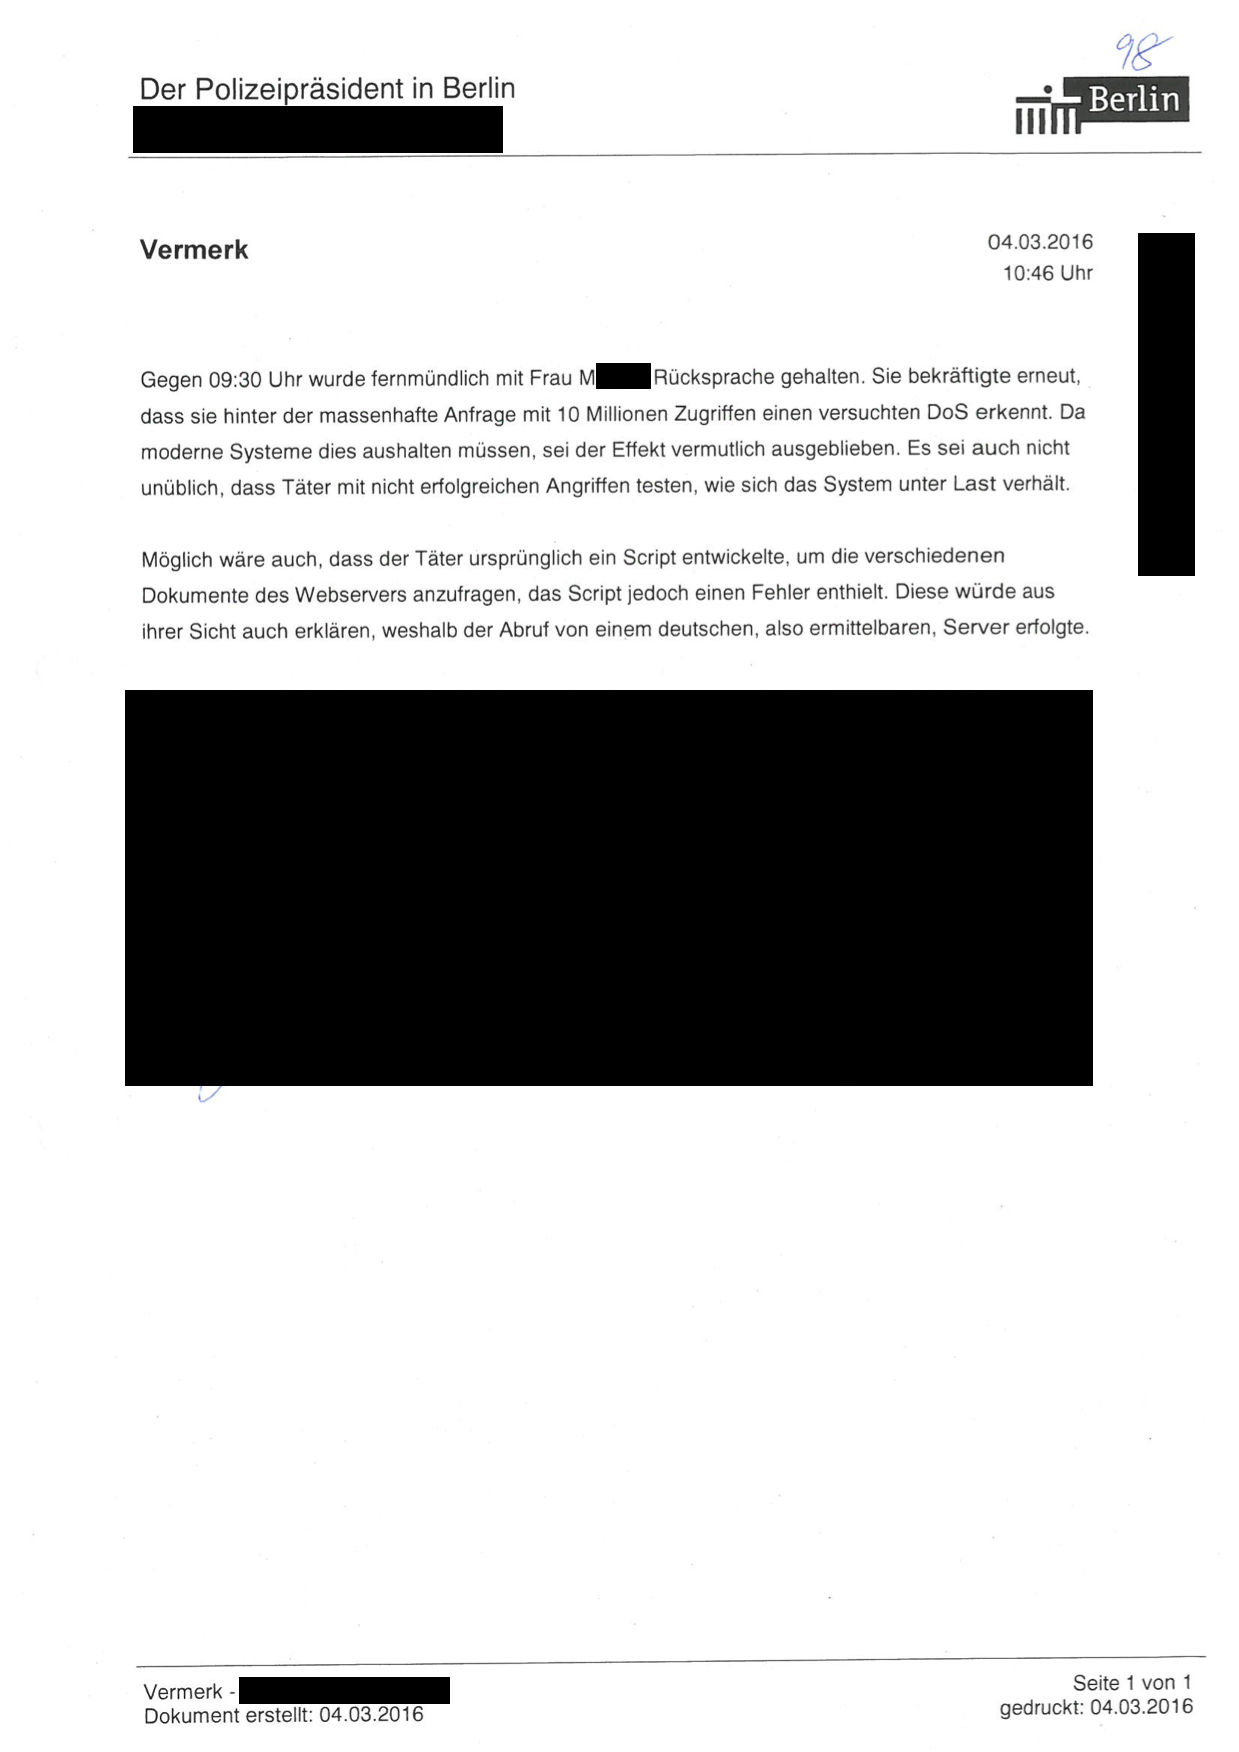 98
Der Polizeipräsident in Berlin
Berlin
Vermerk
04.03.2016
10:46 Uhr
Gegen 09:30 Uhr wurde fernmündlich mit Frau M Rücksprache gehalten. Sie bekräftigte erneut,
dass sie hinter der massenhafte Anfrage mit 10 Millionen Zugriffen einen versuchten DoS erkennt. Da
moderne Systeme dies aushalten müssen, sei der Effekt vermutlich ausgeblieben. Es sei auch nicht
unüblich, dass Täter mit nicht erfolgreichen Angriffen testen, wie sich das System unter Last verhält.
Möglich wäre auch, dass der Täter ursprünglich ein Script entwickelte, um die verschiedenen
Dokumente des Webservers anzufragen, das Script jedoch einen Fehler enthielt. Diese würde aus
ihrer Sicht auch erklären, weshalb der Abruf von einem deutschen, also ermittelbaren, Server erfolgte.
Vermerk -
Dokument erstellt: 04.03.2016
Seite 1 von 1
gedruckt: 04.03.2016